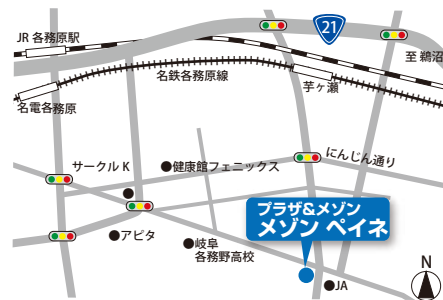 JR 各務原駅
21
至 鵜沼
名鉄各務原線
名電各務原
芋ヶ瀬
サークル K
●健康館フェニックス
にんじん通り
プラザ&メゾン
メゾン ペイネ
●アピタ
●岐阜
各務野高校
●JA
N